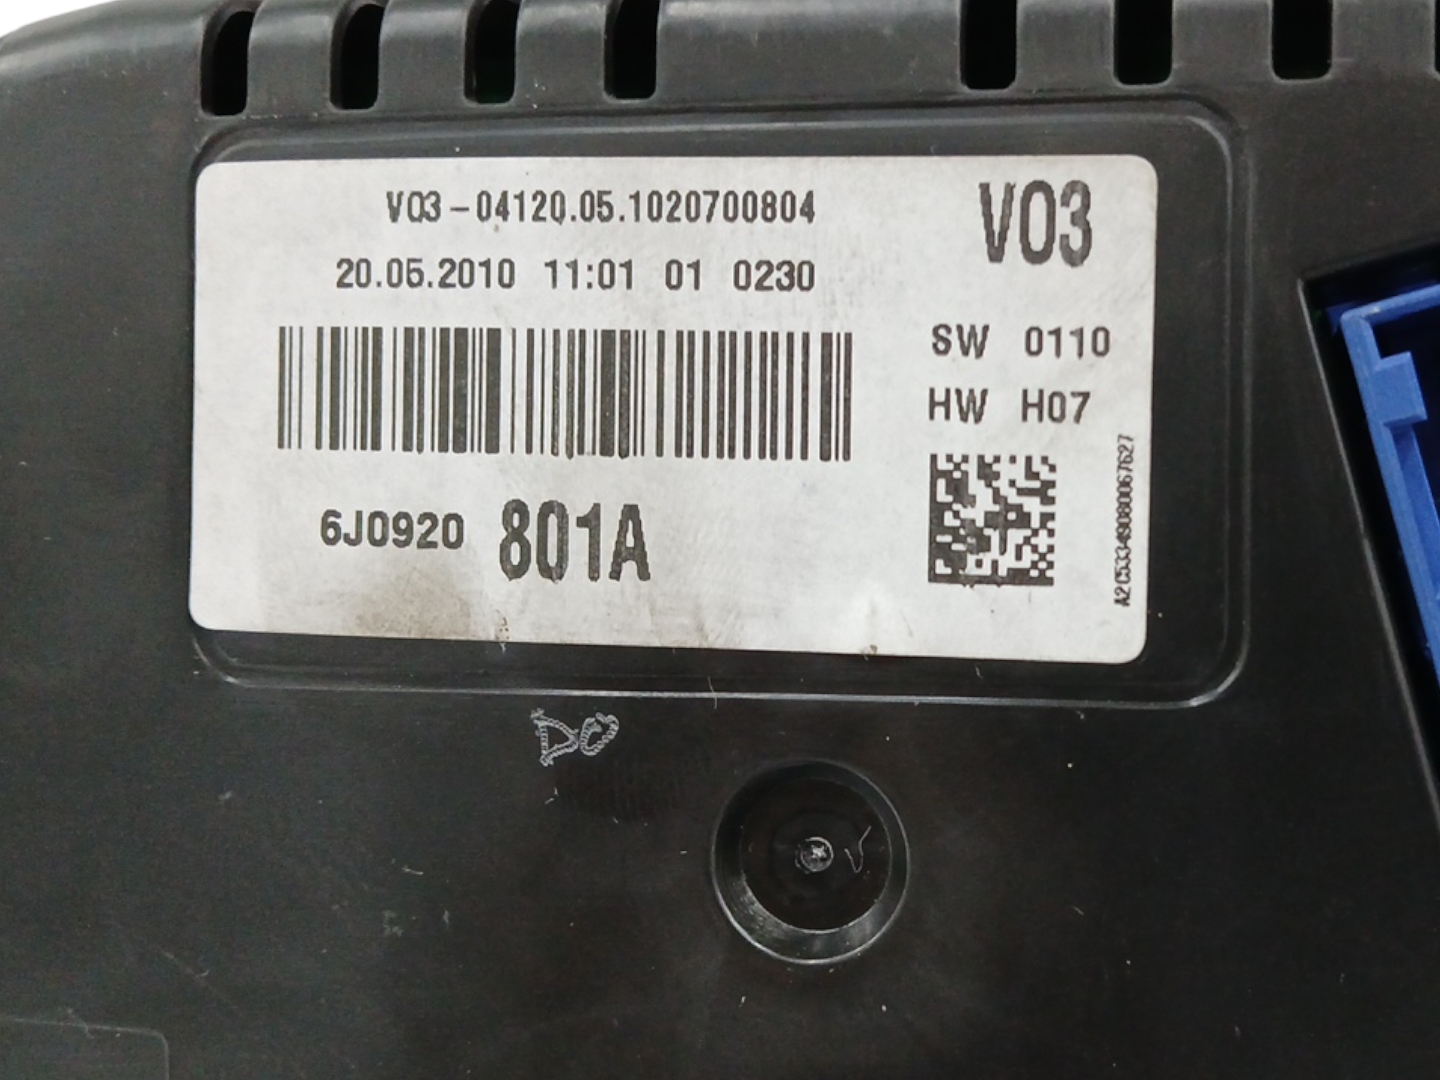 V03-04120.05.1020700804
V03
20.05.2010 11:01 01 0230
SW 0110
HW H07
6J0920 801A
A2C53349080067627